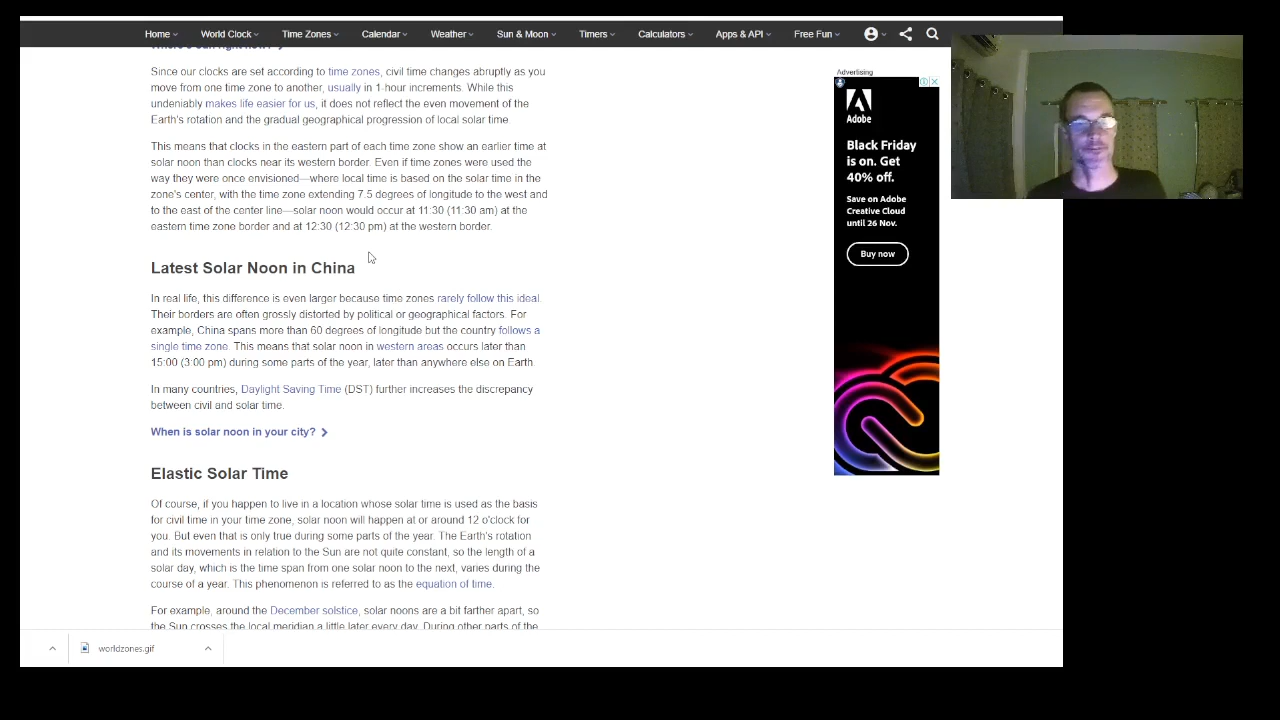 Home World Clock Time Zones Calendar Weather Sun & Moon Timers Calculators Apps & API Free Fun
Where's Sun right now?
Since our clocks are set according to time zones, civil time changes abruptly as you
move from one time zone to another, usually in 1-hour increments. While this
undeniably makes life easier for us, it does not reflect the even movement of the
Earth's rotation and the gradual geographical progression of local solar time.
This means that clocks in the eastern part of each time zone show an earlier time at
solar noon than clocks near its western border. Even if time zones were used the
way they were once envisioned—where local time is based on the solar time in the
zone's center, with the time zone extending 7.5 degrees of longitude to the west and
to the east of the center line—solar noon would occur at 11:30 (11:30 am) at the
eastern time zone border and at 12:30 (12:30 pm) at the western border.
Latest Solar Noon in China
In real life, this difference is even larger because time zones rarely follow this ideal.
Their borders are often grossly distorted by political or geographical factors. For
example, China spans more than 60 degrees of longitude but the country follows a
single time zone. This means that solar noon in western areas occurs later than
15:00 (3:00 pm) during some parts of the year, later than anywhere else on Earth.
In many countries, Daylight Saving Time (DST) further increases the discrepancy
between civil and solar time.
When is solar noon in your city?
Elastic Solar Time
Of course, if you happen to live in a location whose solar time is used as the basis
for civil time in your time zone, solar noon will happen at or around 12 o'clock for
you. But even that is only true during some parts of the year. The Earth's rotation
and its movements in relation to the Sun are not quite constant, so the length of a
solar day, which is the time span from one solar noon to the next, varies during the
course of a year. This phenomenon is referred to as the equation of time.
For example, around the December solstice, solar noons are a bit farther apart, so
the Sun crosses the local meridian a little later every day. During other parts of the
Advertising
Adobe
Black Friday
is on. Get
40% off.
Save on Adobe
Creative Cloud
until 26 Nov.
Buy now
worldzones.gif